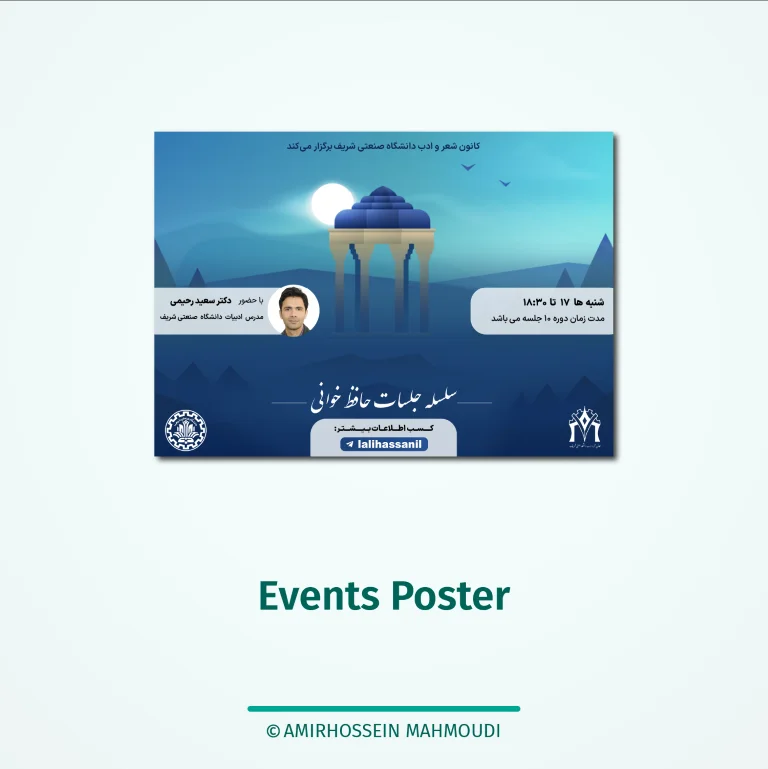 کانون شعر و ادب دانشگاه صنعتی شریف برگزار می‌کند
شنبه ها ۱۷ تا ۱۸:۳۰
مدت زمان دوره ۱۰ جلسه می باشد
با حضور دکتر سعید رحیمی
مدرس ادبیات دانشگاه صنعتی شریف
سلسله جلسات حافظ خوانی
کسب اطلاعات بیشتر:
lalihassanil
Events Poster
© AMIRHOSSEIN MAHMOUDI